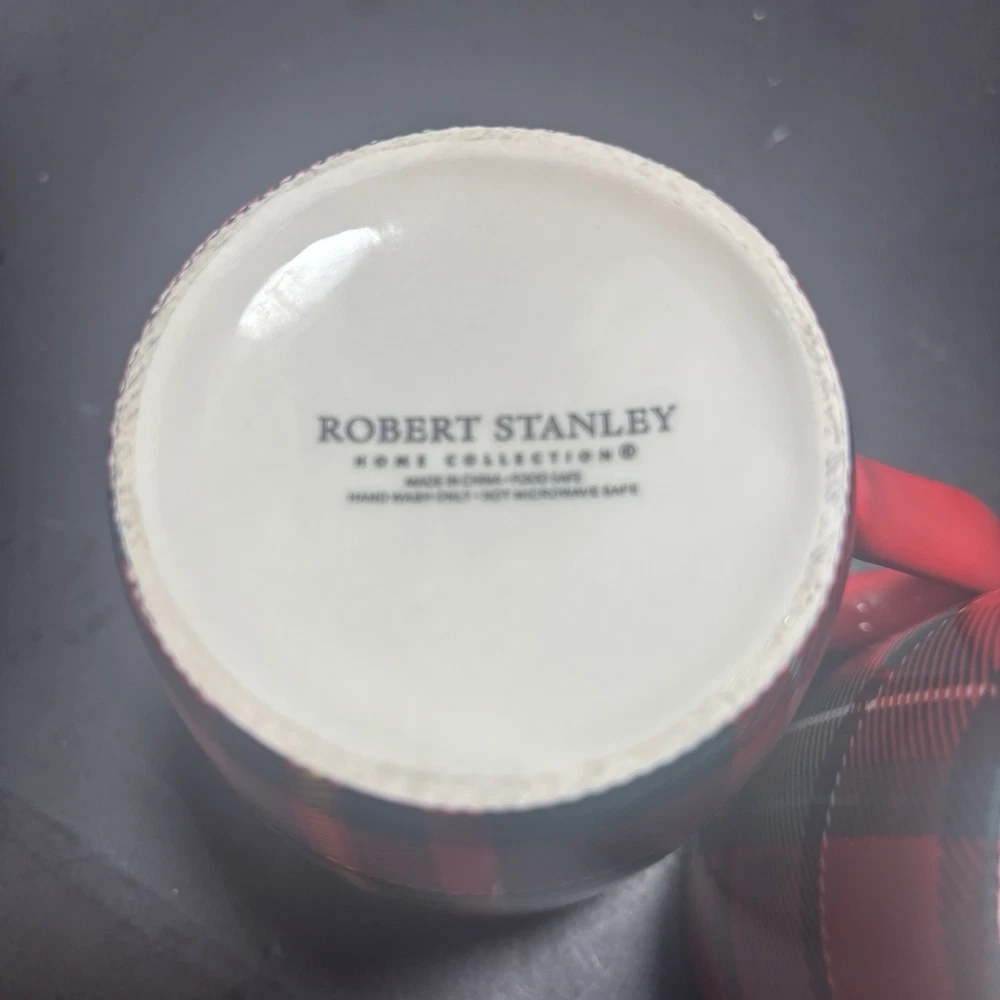 ROBERT STANLEY
HOME COLLECTION®
MADE IN CHINA • FOOD SAFE
HAND WASH ONLY • NOT MICROWAVE SAFE